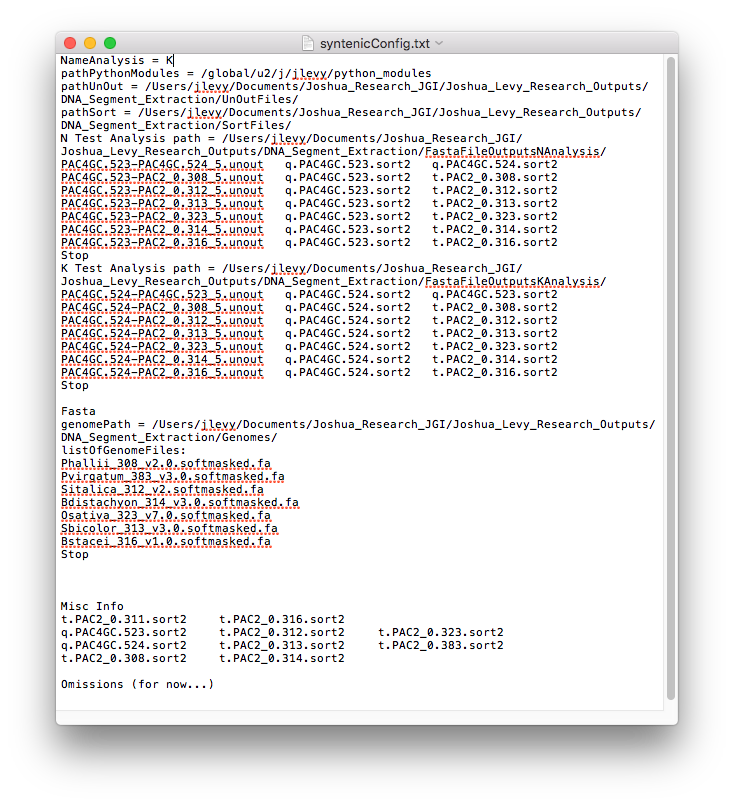 syntenicConfig.txt
NameAnalysis = K
pathPythonModules = /global/u2/j/jlevy/python_modules
pathUnOut = /Users/jlevy/Documents/Joshua_Research_JGI/Joshua_Levy_Research_Outputs/
DNA_Segment_Extraction/UnOutFiles/
pathSort = /Users/jlevy/Documents/Joshua_Research_JGI/Joshua_Levy_Research_Outputs/
DNA_Segment_Extraction/SortFiles/
N Test Analysis path = /Users/jlevy/Documents/Joshua_Research_JGI/
Joshua_Levy_Research_Outputs/DNA_Segment_Extraction/FastaFileOutputsNAnalysis/
PAC4GC.523-PAC4GC.524_5.unout   q.PAC4GC.523.sort2   q.PAC4GC.524.sort2
PAC4GC.523-PAC2_0.308_5.unout   q.PAC4GC.523.sort2   t.PAC2_0.308.sort2
PAC4GC.523-PAC2_0.312_5.unout   q.PAC4GC.523.sort2   t.PAC2_0.312.sort2
PAC4GC.523-PAC2_0.313_5.unout   q.PAC4GC.523.sort2   t.PAC2_0.313.sort2
PAC4GC.523-PAC2_0.323_5.unout   q.PAC4GC.523.sort2   t.PAC2_0.323.sort2
PAC4GC.523-PAC2_0.314_5.unout   q.PAC4GC.523.sort2   t.PAC2_0.314.sort2
PAC4GC.523-PAC2_0.316_5.unout   q.PAC4GC.523.sort2   t.PAC2_0.316.sort2
Stop
K Test Analysis path = /Users/jlevy/Documents/Joshua_Research_JGI/
Joshua_Levy_Research_Outputs/DNA_Segment_Extraction/FastaFileOutputsKAnalysis/
PAC4GC.524-PAC4GC.523_5.unout   q.PAC4GC.524.sort2   q.PAC4GC.523.sort2
PAC4GC.524-PAC2_0.308_5.unout   q.PAC4GC.524.sort2   t.PAC2_0.308.sort2
PAC4GC.524-PAC2_0.312_5.unout   q.PAC4GC.524.sort2   t.PAC2_0.312.sort2
PAC4GC.524-PAC2_0.313_5.unout   q.PAC4GC.524.sort2   t.PAC2_0.313.sort2
PAC4GC.524-PAC2_0.323_5.unout   q.PAC4GC.524.sort2   t.PAC2_0.323.sort2
PAC4GC.524-PAC2_0.314_5.unout   q.PAC4GC.524.sort2   t.PAC2_0.314.sort2
PAC4GC.524-PAC2_0.316_5.unout   q.PAC4GC.524.sort2   t.PAC2_0.316.sort2
Stop
Fasta
genomePath = /Users/jlevy/Documents/Joshua_Research_JGI/Joshua_Levy_Research_Outputs/
DNA_Segment_Extraction/Genomes/
listOfGenomeFiles:
Phallii_308_v2.0.softmasked.fa
Pvirgatum_383_v3.0.softmasked.fa
Sitalica_312_v2.softmasked.fa
Bdistachyon_314_v3.0.softmasked.fa
Osativa_323_v7.0.softmasked.fa
Sbicolor_313_v3.0.softmasked.fa
Bstacei_316_v1.0.softmasked.fa
Stop
Misc Info
t.PAC2_0.311.sort2   t.PAC2_0.316.sort2
q.PAC4GC.523.sort2   t.PAC2_0.312.sort2   t.PAC2_0.323.sort2
q.PAC4GC.524.sort2   t.PAC2_0.313.sort2   t.PAC2_0.383.sort2
t.PAC2_0.308.sort2   t.PAC2_0.314.sort2
Omissions (for now...)